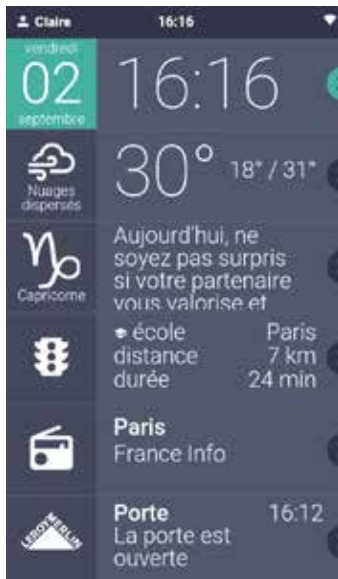 Claire 16:16
vendredi
02
septembre
16:16
Nuages
dispersés
30° 18° / 31°
Capricorne
Aujourd'hui, ne
soyez pas surpris
si votre partenaire
vous valorise et
école Paris
distance 7 km
durée 24 min
Paris
France Info
LEROY MERLIN
Porte 16:12
La porte est
ouverte